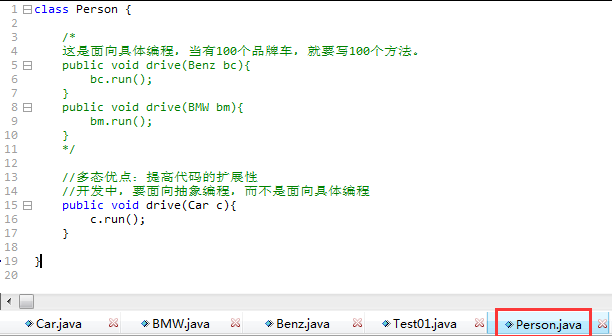 1 class Person {
2
3 /*
4 这是面向具体编程，当有100个品牌车，就要写100个方法。
5 public void drive(Benz bc){
6 bc.run();
7 }
8 public void drive(BMW bm){
9 bm.run();
10 }
11 */
12
13 //多态优点：提高代码的扩展性
14 //开发中，要面向抽象编程，而不是面向具体编程
15 public void drive(Car c){
16 c.run();
17 }
18
19 }
20
Car.java BMW.java Benz.java Test01.java Person.java